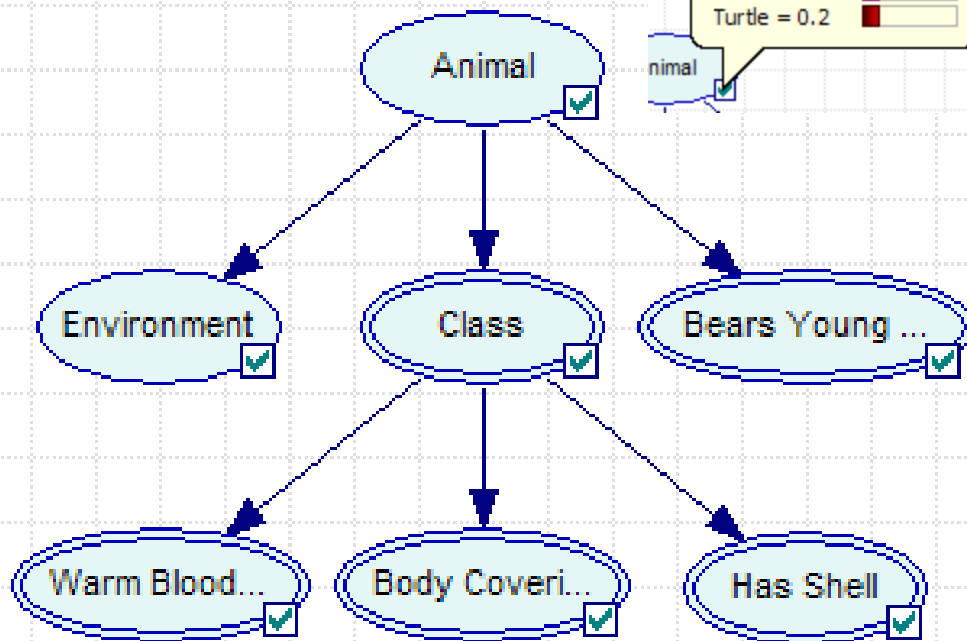 Turtle = 0.2
Animal
nimal
Environment
Class
Bears Young ...
Warm Blood...
Body Coveri...
Has Shell